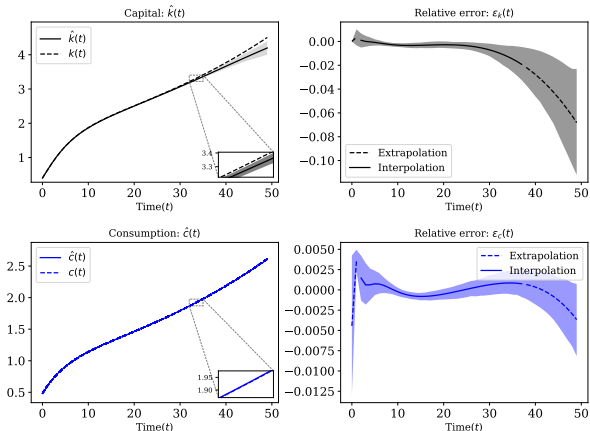 Capital: k̂(t)
k̂(t)
k(t)
4
3
2
1
3.4
3.3
0 10 20 30 40 50
Time(t)
Relative error: ε_k(t)
0.00
−0.02
−0.04
−0.06
−0.08
−0.10
Extrapolation
Interpolation
0 10 20 30 40 50
Time(t)
Consumption: ĉ(t)
ĉ(t)
c(t)
2.5
2.0
1.5
1.0
0.5
1.95
1.90
0 10 20 30 40 50
Time(t)
Relative error: ε_c(t)
0.0050
0.0025
0.0000
−0.0025
−0.0050
−0.0075
−0.0100
−0.0125
Extrapolation
Interpolation
0 10 20 30 40 50
Time(t)